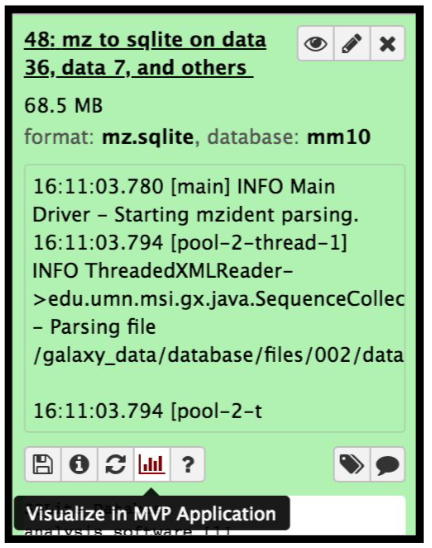 48: mz to sqlite on data
36, data 7, and others
68.5 MB
format: mz.sqlite, database: mm10
16:11:03.780 [main] INFO Main
Driver – Starting mzident parsing.
16:11:03.794 [pool-2-thread-1]
INFO ThreadedXMLReader-
>edu.umn.msi.gx.java.SequenceCollec
– Parsing file
/galaxy_data/database/files/002/data
16:11:03.794 [pool-2-t
?
Visualize in MVP Application
analysis_software [1]